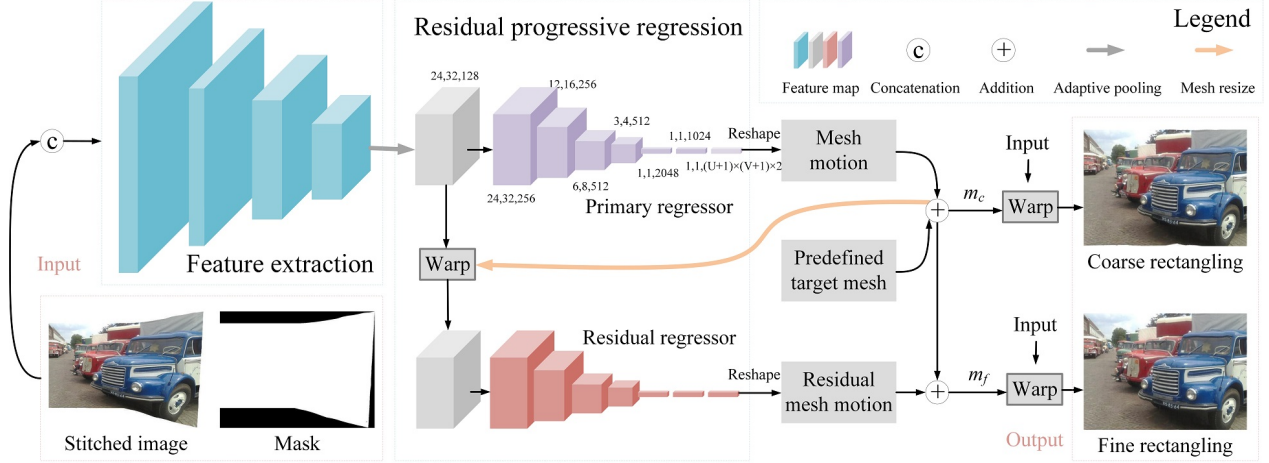 Residual progressive regression
Legend
c
+
Feature map
Concatenation
Addition
Adaptive pooling
Mesh resize
24,32,128
12,16,256
3,4,512
1,1,1024
Reshape
1,1,(U+1)×(V+1)×2
1,1,2048
6,8,512
24,32,256
Primary regressor
c
Input
Feature extraction
Warp
Mesh
motion
Predefined
target mesh
+
m_c
Input
Warp
Coarse rectangling
Stitched image
Mask
Residual regressor
Reshape
Residual
mesh motion
+
m_f
Input
Warp
Output
Fine rectangling